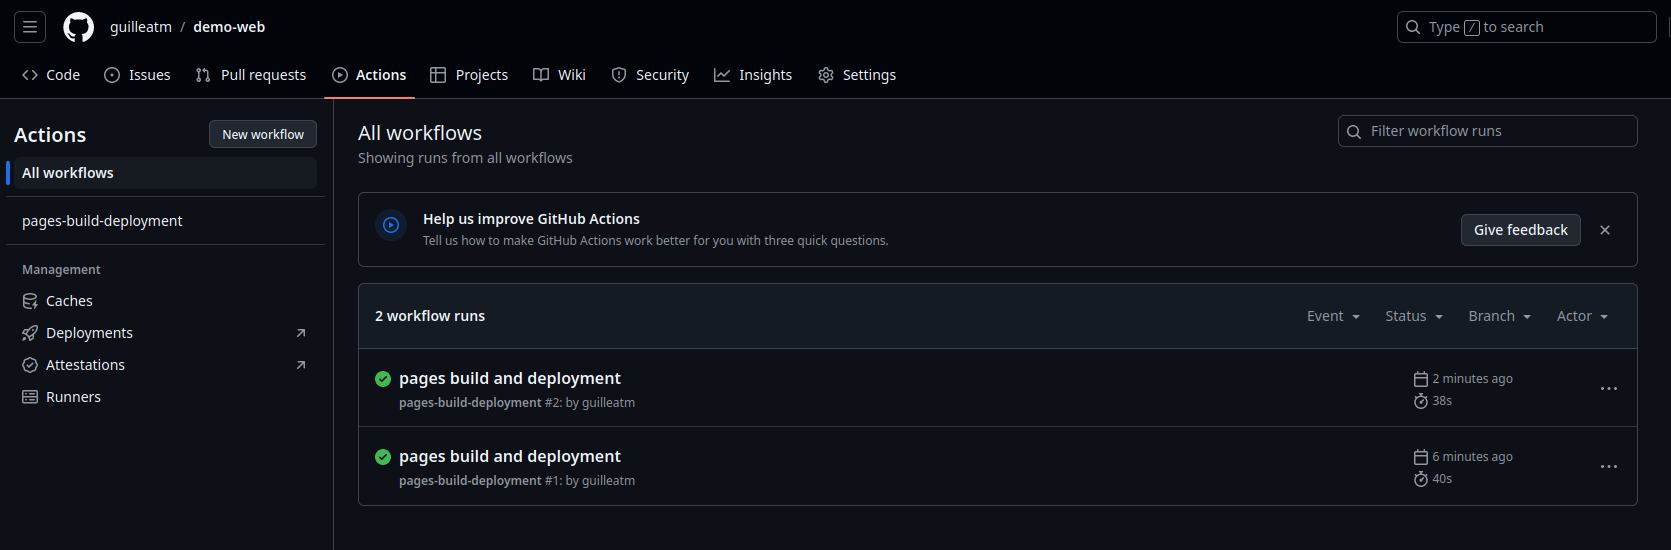 guilleatm / demo-web
Type / to search
Code Issues Pull requests Actions Projects Wiki Security Insights Settings
Actions
New workflow
All workflows
pages-build-deployment
Management
Caches
Deployments
Attestations
Runners
All workflows
Showing runs from all workflows
Filter workflow runs
Help us improve GitHub Actions
Tell us how to make GitHub Actions work better for you with three quick questions.
Give feedback
2 workflow runs
Event Status Branch Actor
pages build and deployment
pages-build-deployment #2: by guilleatm
2 minutes ago
38s
pages build and deployment
pages-build-deployment #1: by guilleatm
6 minutes ago
40s